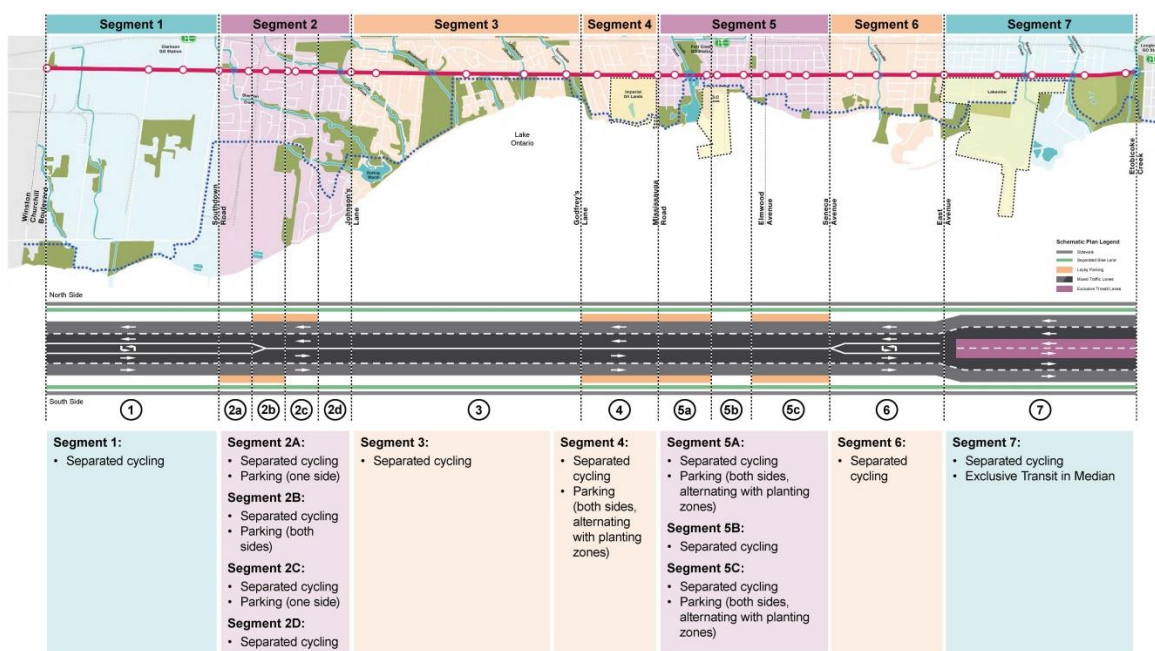 Segment 1
Segment 2
Segment 3
Segment 4
Segment 5
Segment 6
Segment 7
Clarkson
GO Station
Port Credit
GO Station
Imperial
Oil Lands
Lakeview
Lake
Ontario
Winston
Churchill
Boulevard
Southdown
Road
Johnson's
Lane
Godfrey's
Lane
Mississauga
Road
Elmwood
Avenue
Seneca
Avenue
East
Avenue
Etobicoke
Creek
Schematic Plan Legend
Sidewalk
Separated Bike Lane
Layby Parking
Mixed Traffic Lanes
Exclusive Transit Lanes
North Side
South Side
1
2a
2b
2c
2d
3
4
5a
5b
5c
6
7
Segment 1:
• Separated cycling
Segment 2A:
• Separated cycling
• Parking (one side)
Segment 2B:
• Separated cycling
• Parking (both
sides)
Segment 2C:
• Separated cycling
• Parking (one side)
Segment 2D:
• Separated cycling
Segment 3:
• Separated cycling
Segment 4:
• Separated
cycling
• Parking
(both sides,
alternating
with planting
zones)
Segment 5A:
• Separated cycling
• Parking (both sides,
alternating with planting
zones)
Segment 5B:
• Separated cycling
Segment 5C:
• Separated cycling
• Parking (both sides,
alternating with planting
zones)
Segment 6:
• Separated
cycling
Segment 7:
• Separated cycling
• Exclusive Transit in Median